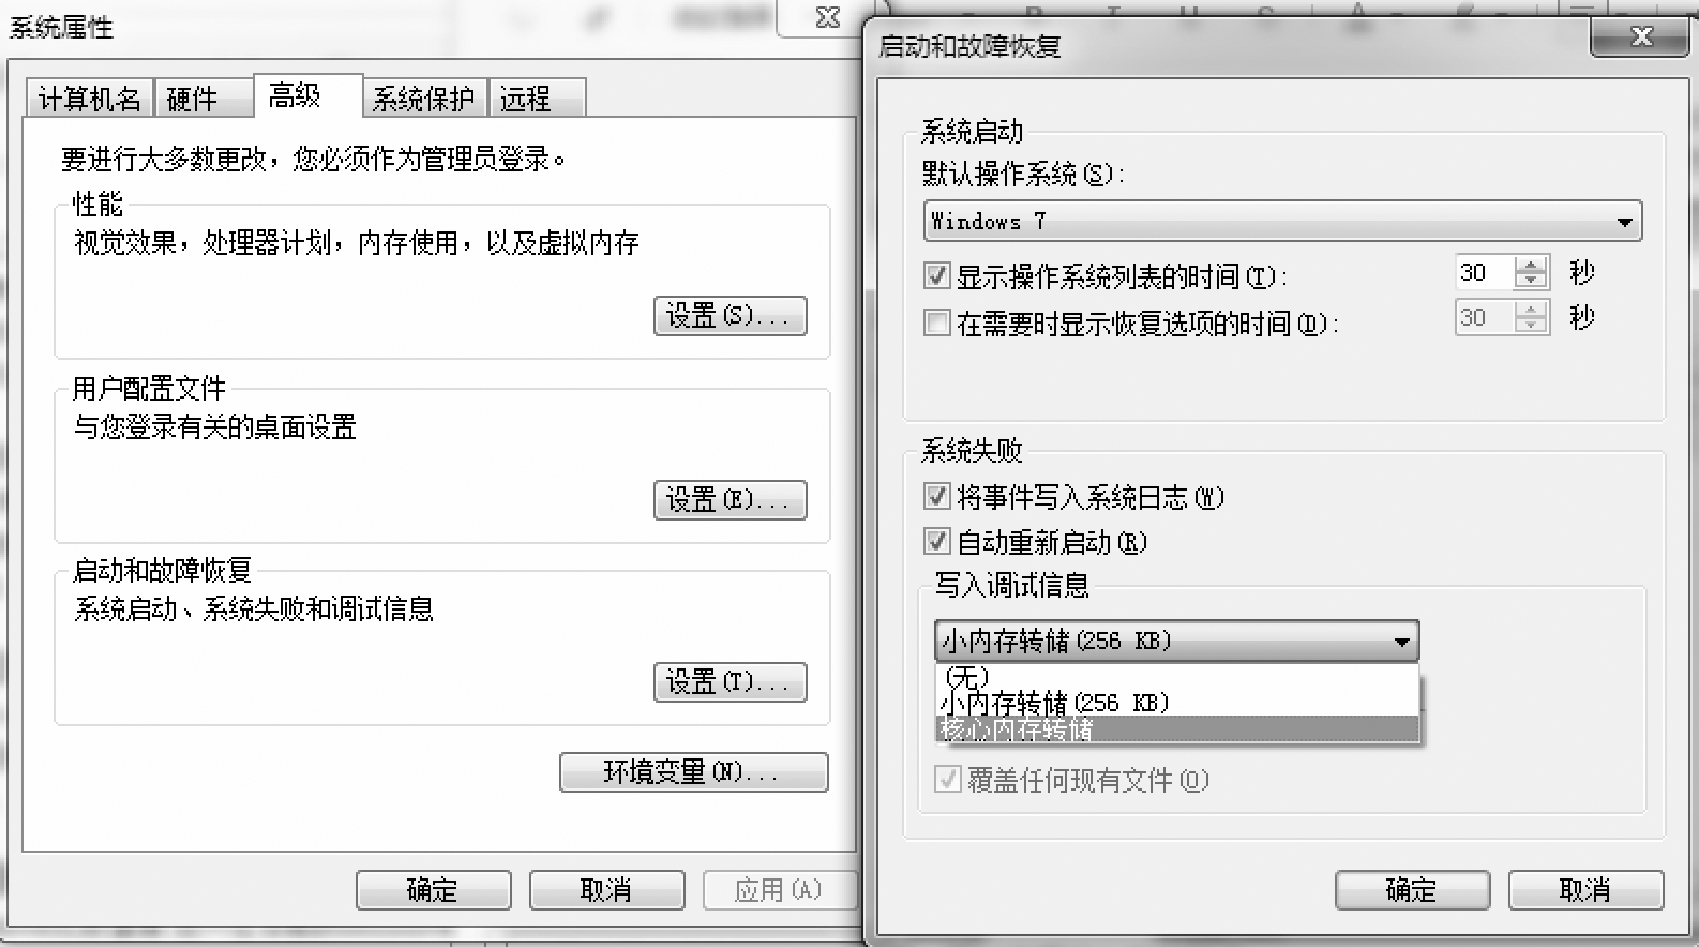 系统属性
计算机名 硬件 高级 系统保护 远程
要进行大多数更改，您必须作为管理员登录。
性能
视觉效果，处理器计划，内存使用，以及虚拟内存
设置(S)...
用户配置文件
与您登录有关的桌面设置
设置(E)...
启动和故障恢复
系统启动、系统失败和调试信息
设置(T)...
环境变量(N)...
确定 取消 应用(A)
启动和故障恢复
系统启动
默认操作系统(S):
Windows 7
显示操作系统列表的时间(T): 30 秒
在需要时显示恢复选项的时间(D): 30 秒
系统失败
将事件写入系统日志(W)
自动重新启动(R)
写入调试信息
小内存转储(256 KB)
(无)
小内存转储(256 KB)
核心内存转储
覆盖任何现有文件(O)
确定 取消